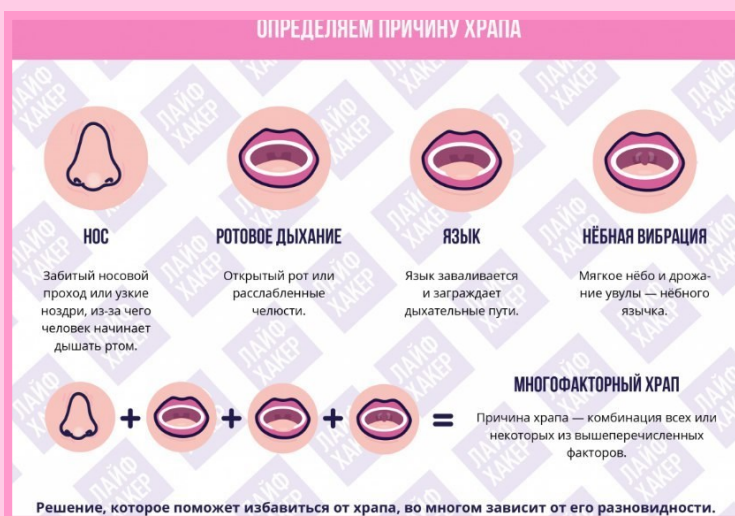 ОПРЕДЕЛЯЕМ ПРИЧИНУ ХРАПА
НОС
Забитый носовой
проход или узкие
ноздри, из-за чего
человек начинает
дышать ртом.
РОТОВОЕ ДЫХАНИЕ
Открытый рот или
расслабленные
челюсти.
ЯЗЫК
Язык заваливается
и заграждает
дыхательные пути.
НЁБНАЯ ВИБРАЦИЯ
Мягкое нёбо и дрожа-
ние увулы — нёбного
язычка.
+ + + =
МНОГОФАКТОРНЫЙ ХРАП
Причина храпа — комбинация всех или
некоторых из вышеперечисленных
факторов.
Решение, которое поможет избавиться от храпа, во многом зависит от его разновидности.
ЛАЙФ
ХАКЕР